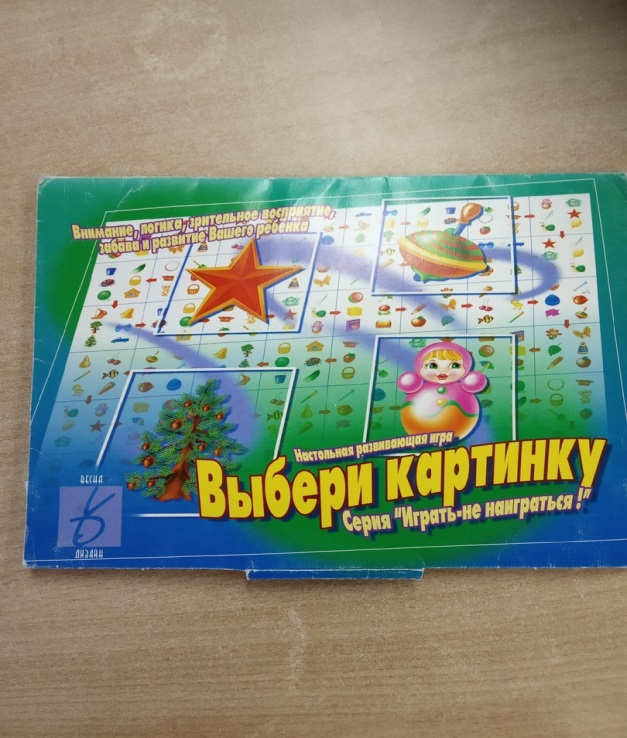 Внимание, логика, зрительное восприятие,
забава и развитие Вашего ребенка
Настольная развивающая игра
Выбери картинку
Серия "Играть-не наиграться!"
ВЕСНА
ДИЗАЙН